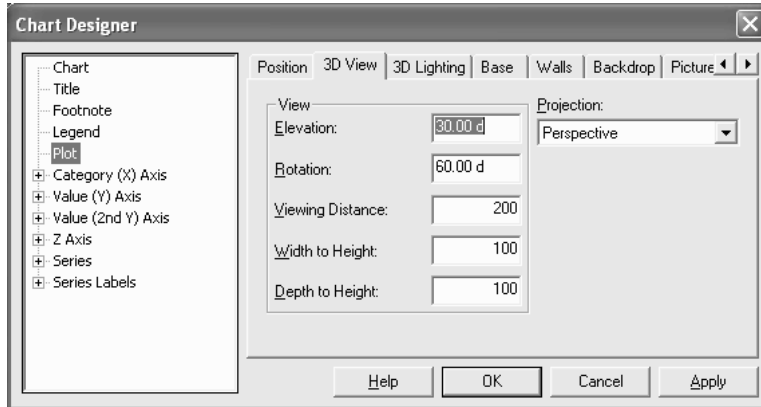 Chart Designer
Chart
Title
Footnote
Legend
Plot
Category (X) Axis
Value (Y) Axis
Value (2nd Y) Axis
Z Axis
Series
Series Labels
Position 3D View 3D Lighting Base Walls Backdrop Picture
View
Elevation: 30.00 d
Rotation: 60.00 d
Viewing Distance: 200
Width to Height: 100
Depth to Height: 100
Projection:
Perspective
Help OK Cancel Apply